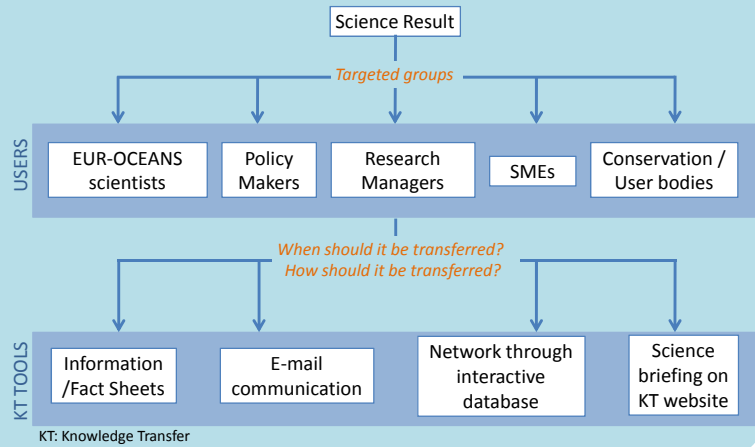 Science Result
Targeted groups
USERS
EUR-OCEANS
scientists
Policy
Makers
Research
Managers
SMEs
Conservation /
User bodies
When should it be transferred?
How should it be transferred?
KT TOOLS
Information
/Fact Sheets
E-mail
communication
Network through
interactive
database
Science
briefing on
KT website
KT: Knowledge Transfer